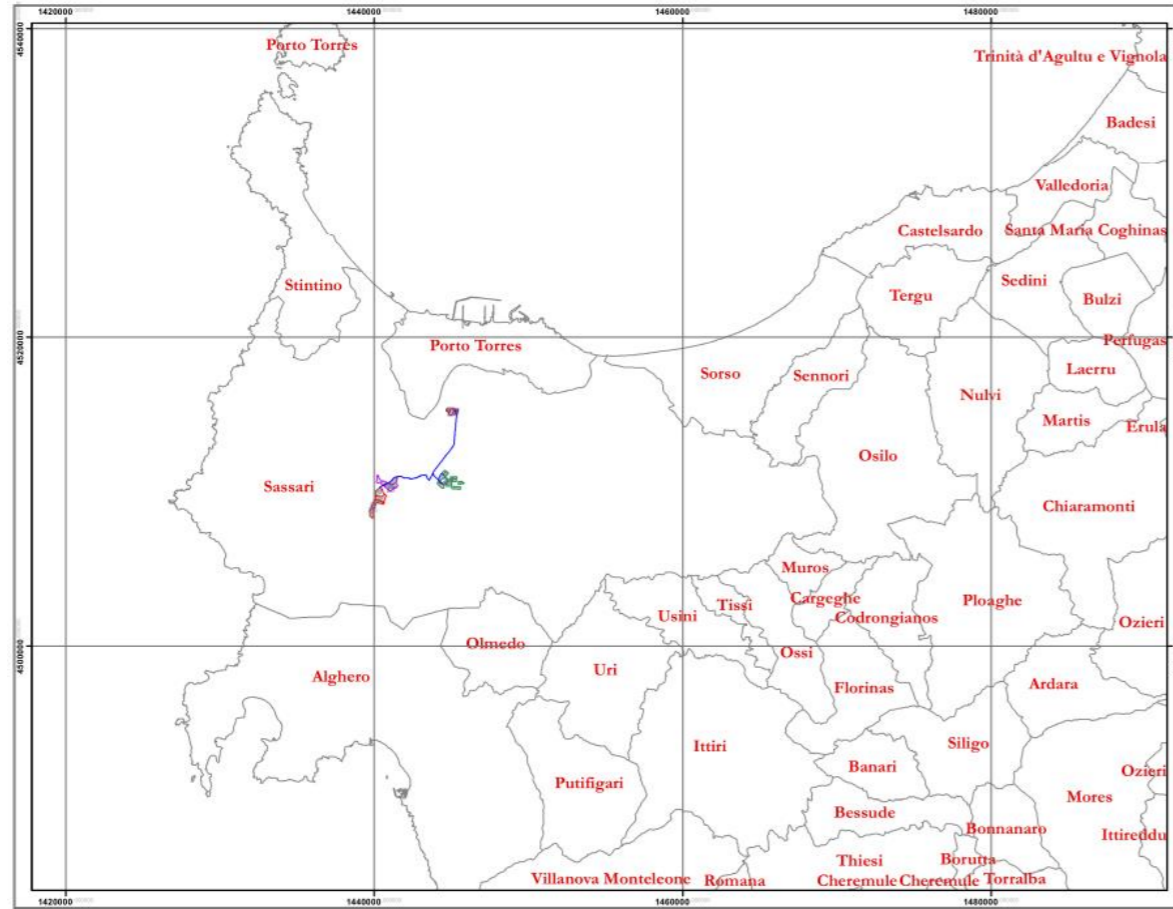 1420000
1440000
1460000
1480000
4540000
Porto Torres
Trinità d'Agultu e Vignola
Badesi
Valledoria
Castelsardo
Santa Maria Coghinas
Stintino
Sedini
Tergu
Bulzi
4520000
Porto Torres
Perfugas
Sorso
Sennori
Laerru
Nulvi
Martis
Erula
Osilo
Sassari
Chiaramonti
Muros
Cargeghe
Ploaghe
Tissi
Usini
Codrongianos
Ozieri
4500000
Olmedo
Ossi
Uri
Alghero
Florinas
Ardara
Ittiri
Siligo
Banari
Ozieri
Putifigari
Mores
Bessude
Bonnanaro
Ittireddu
Thiesi
Borutta
Villanova Monteleone
Romana
Cheremule
Cheremule
Torralba
1420000
1440000
1460000
1480000